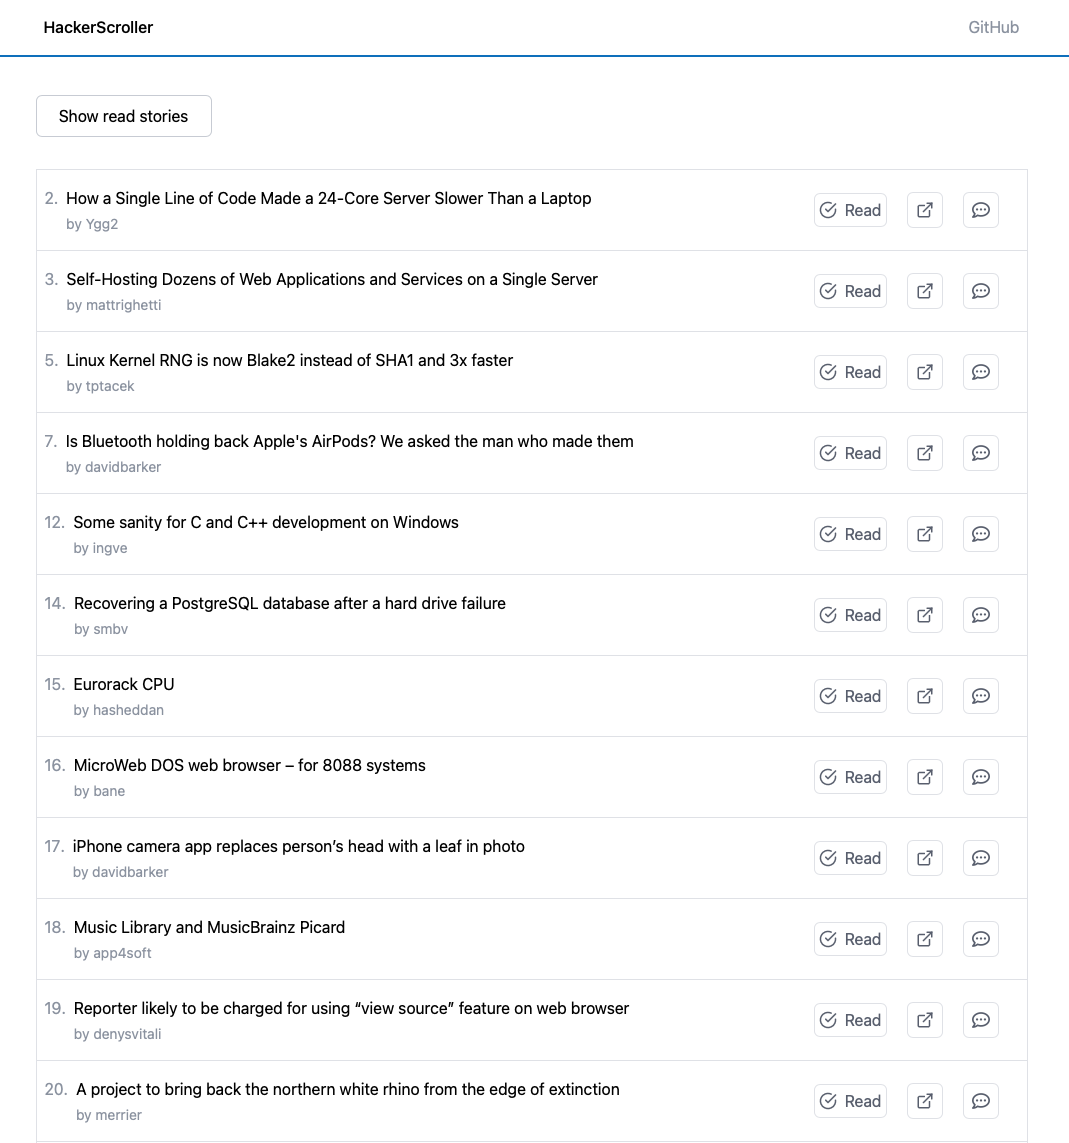 HackerScroller
GitHub
Show read stories
2. How a Single Line of Code Made a 24-Core Server Slower Than a Laptop
by Ygg2
Read
3. Self-Hosting Dozens of Web Applications and Services on a Single Server
by mattrighetti
Read
5. Linux Kernel RNG is now Blake2 instead of SHA1 and 3x faster
by tptacek
Read
7. Is Bluetooth holding back Apple's AirPods? We asked the man who made them
by davidbarker
Read
12. Some sanity for C and C++ development on Windows
by ingve
Read
14. Recovering a PostgreSQL database after a hard drive failure
by smbv
Read
15. Eurorack CPU
by hasheddan
Read
16. MicroWeb DOS web browser – for 8088 systems
by bane
Read
17. iPhone camera app replaces person’s head with a leaf in photo
by davidbarker
Read
18. Music Library and MusicBrainz Picard
by app4soft
Read
19. Reporter likely to be charged for using “view source” feature on web browser
by denysvitali
Read
20. A project to bring back the northern white rhino from the edge of extinction
by merrier
Read